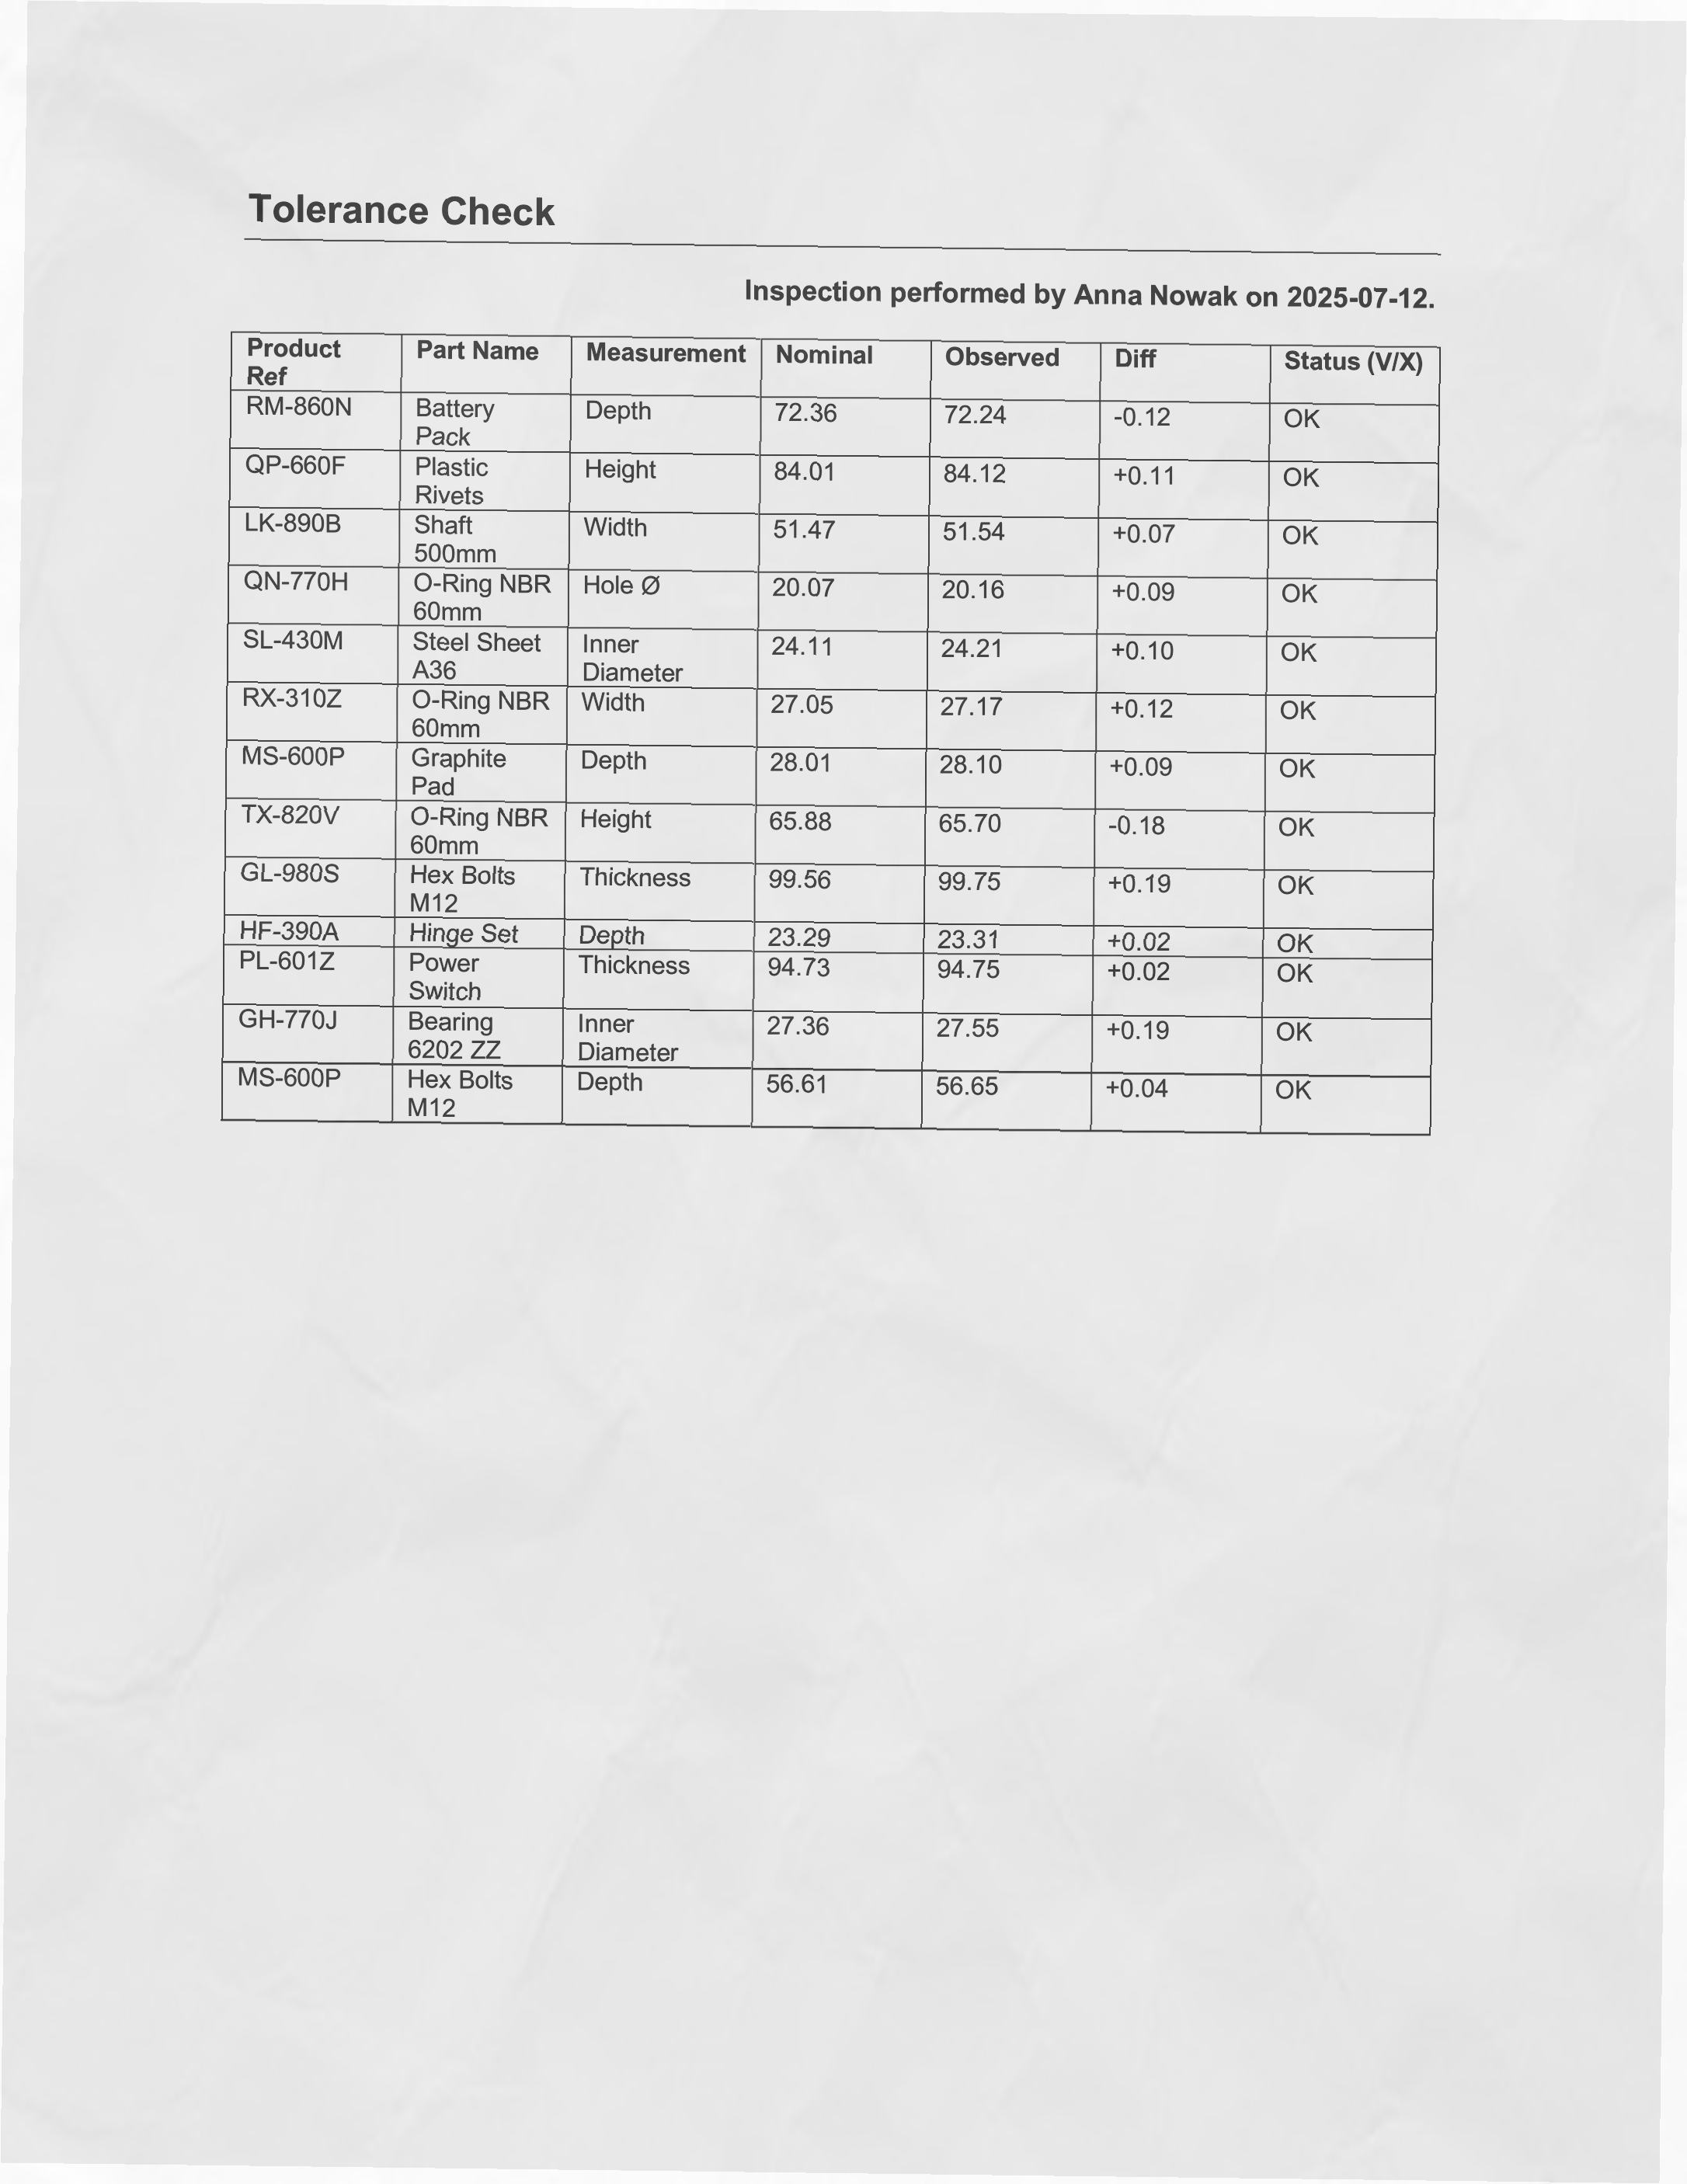 Tolerance Check
Inspection performed by Anna Nowak on 2025-07-12.
Product Ref Part Name Measurement Nominal Observed Diff Status (V/X)
RM-860N Battery Pack Depth 72.36 72.24 -0.12 OK
QP-660F Plastic Rivets Height 84.01 84.12 +0.11 OK
LK-890B Shaft 500mm Width 51.47 51.54 +0.07 OK
QN-770H O-Ring NBR 60mm Hole Ø 20.07 20.16 +0.09 OK
SL-430M Steel Sheet A36 Inner Diameter 24.11 24.21 +0.10 OK
RX-310Z O-Ring NBR 60mm Width 27.05 27.17 +0.12 OK
MS-600P Graphite Pad Depth 28.01 28.10 +0.09 OK
TX-820V O-Ring NBR 60mm Height 65.88 65.70 -0.18 OK
GL-980S Hex Bolts M12 Thickness 99.56 99.75 +0.19 OK
HF-390A Hinge Set Depth 23.29 23.31 +0.02 OK
PL-601Z Power Switch Thickness 94.73 94.75 +0.02 OK
GH-770J Bearing 6202 ZZ Inner Diameter 27.36 27.55 +0.19 OK
MS-600P Hex Bolts M12 Depth 56.61 56.65 +0.04 OK